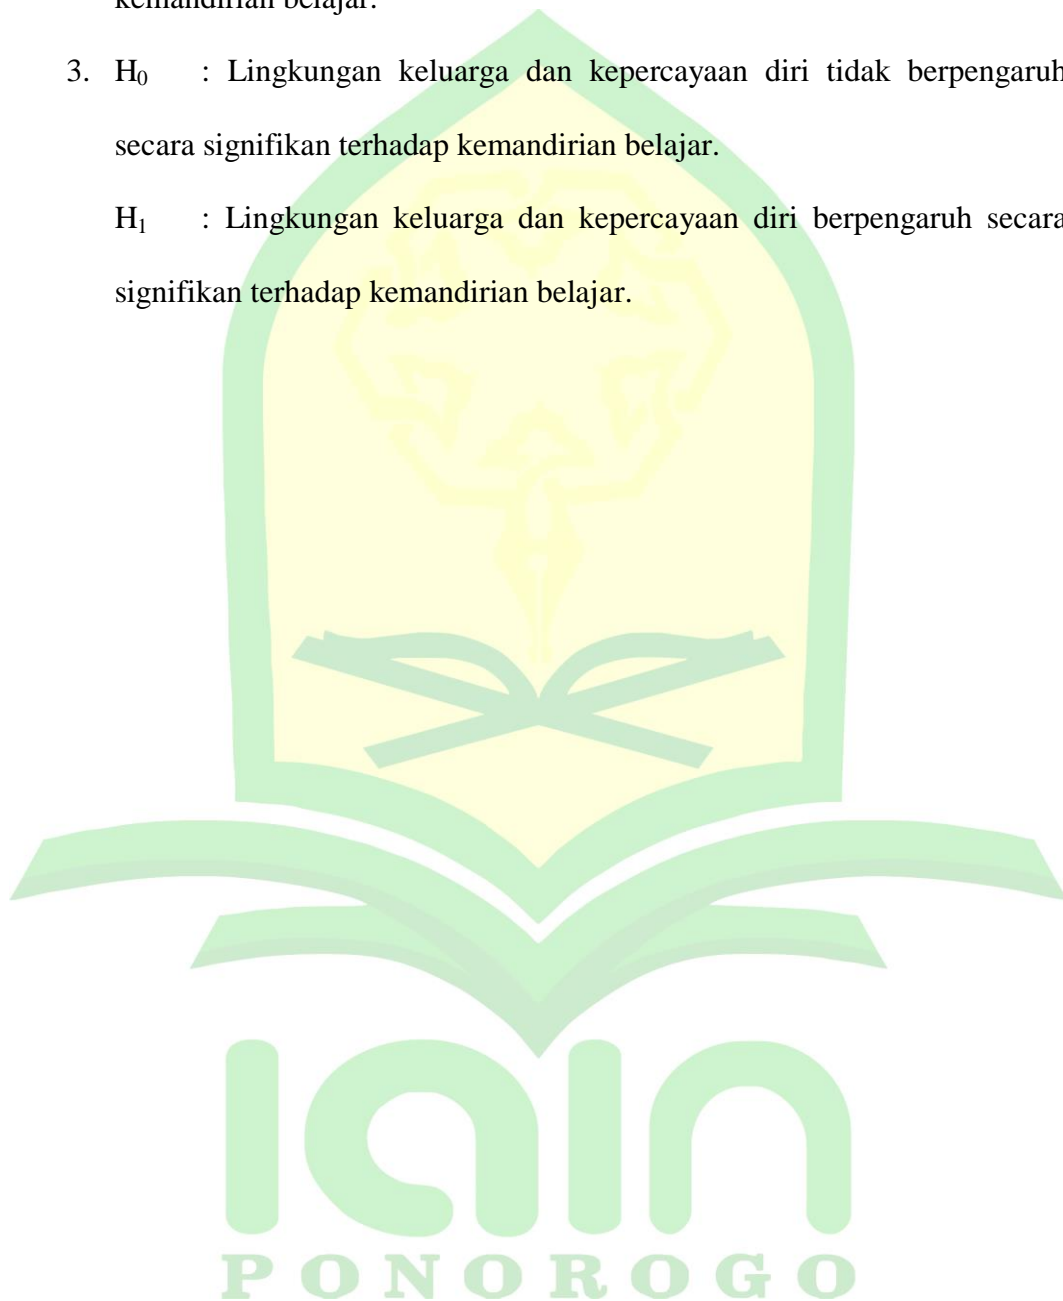 kemandirian belajar.
3. H₀ : Lingkungan keluarga dan kepercayaan diri tidak berpengaruh
secara signifikan terhadap kemandirian belajar.
H₁ : Lingkungan keluarga dan kepercayaan diri berpengaruh secara
signifikan terhadap kemandirian belajar.
iain
PONOROGO